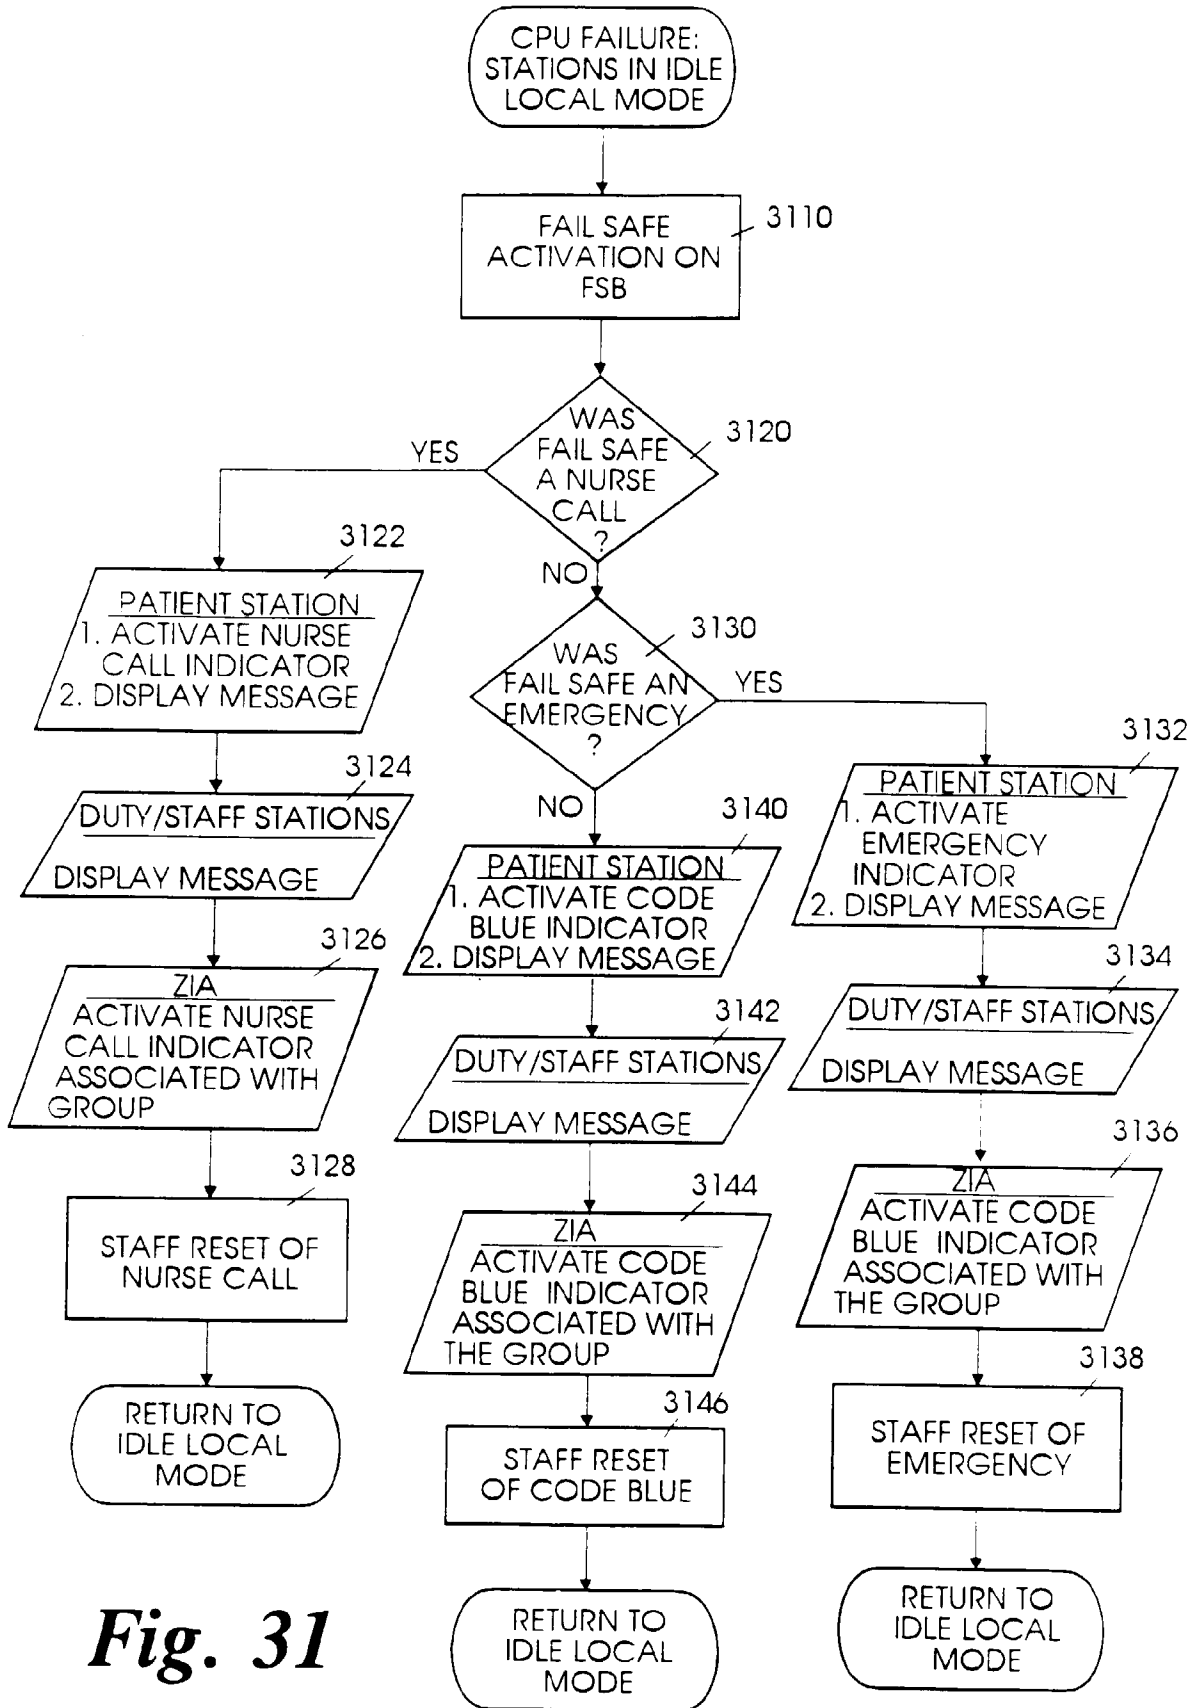 CPU FAILURE:
STATIONS IN IDLE
LOCAL MODE
3110
FAIL SAFE
ACTIVATION ON
FSB
3120
WAS
FAIL SAFE
A NURSE
CALL
?
YES
NO
3122
PATIENT STATION
1. ACTIVATE NURSE
CALL INDICATOR
2. DISPLAY MESSAGE
3124
DUTY/STAFF STATIONS
DISPLAY MESSAGE
3126
ZIA
ACTIVATE NURSE
CALL INDICATOR
ASSOCIATED WITH
GROUP
3128
STAFF RESET OF
NURSE CALL
RETURN TO
IDLE LOCAL
MODE
3130
WAS
FAIL SAFE AN
EMERGENCY
?
YES
NO
3140
PATIENT STATION
1. ACTIVATE CODE
BLUE INDICATOR
2. DISPLAY MESSAGE
3142
DUTY/STAFF STATIONS
DISPLAY MESSAGE
3144
ZIA
ACTIVATE CODE
BLUE INDICATOR
ASSOCIATED WITH
THE GROUP
3146
STAFF RESET
OF CODE BLUE
RETURN TO
IDLE LOCAL
MODE
3132
PATIENT STATION
1. ACTIVATE
EMERGENCY
INDICATOR
2. DISPLAY MESSAGE
3134
DUTY/STAFF STATIONS
DISPLAY MESSAGE
3136
ZIA
ACTIVATE CODE
BLUE INDICATOR
ASSOCIATED WITH
THE GROUP
3138
STAFF RESET OF
EMERGENCY
RETURN TO
IDLE LOCAL
MODE
Fig. 31